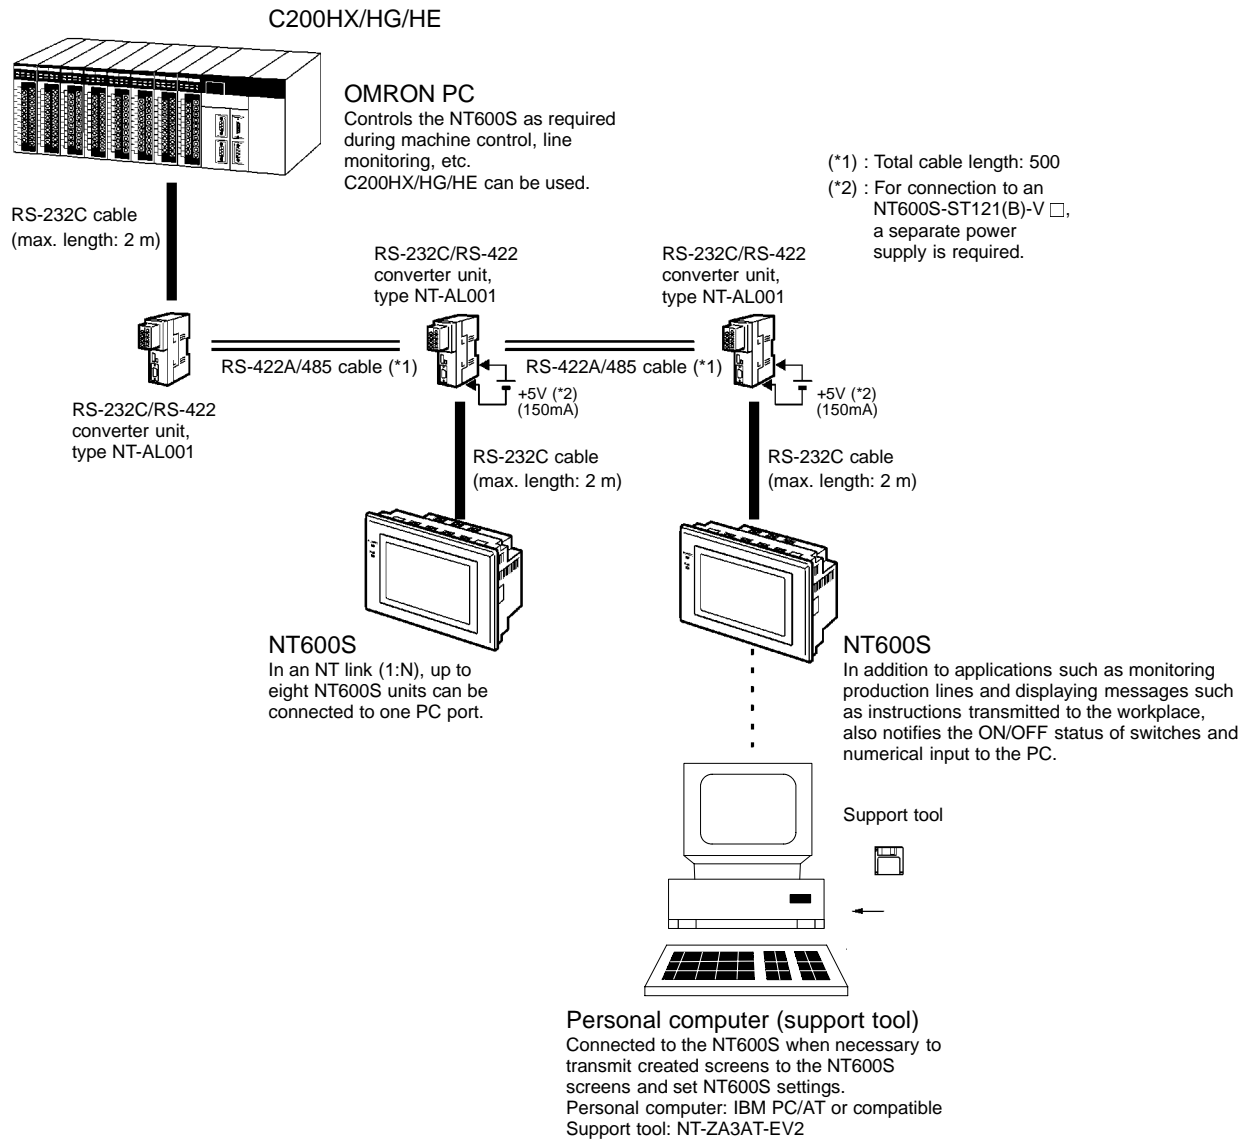 C200HX/HG/HE
OMRON PC
Controls the NT600S as required
during machine control, line
monitoring, etc.
C200HX/HG/HE can be used.
(*1) : Total cable length: 500
(*2) : For connection to an
NT600S-ST121(B)-V □,
a separate power
supply is required.
RS-232C cable
(max. length: 2 m)
RS-232C/RS-422
converter unit,
type NT-AL001
RS-232C/RS-422
converter unit,
type NT-AL001
RS-422A/485 cable (*1)
RS-422A/485 cable (*1)
+5V (*2)
(150mA)
+5V (*2)
(150mA)
RS-232C/RS-422
converter unit,
type NT-AL001
RS-232C cable
(max. length: 2 m)
RS-232C cable
(max. length: 2 m)
NT600S
In an NT link (1:N), up to
eight NT600S units can be
connected to one PC port.
NT600S
In addition to applications such as monitoring
production lines and displaying messages such
as instructions transmitted to the workplace,
also notifies the ON/OFF status of switches and
numerical input to the PC.
Support tool
Personal computer (support tool)
Connected to the NT600S when necessary to
transmit created screens to the NT600S
screens and set NT600S settings.
Personal computer: IBM PC/AT or compatible
Support tool: NT-ZA3AT-EV2